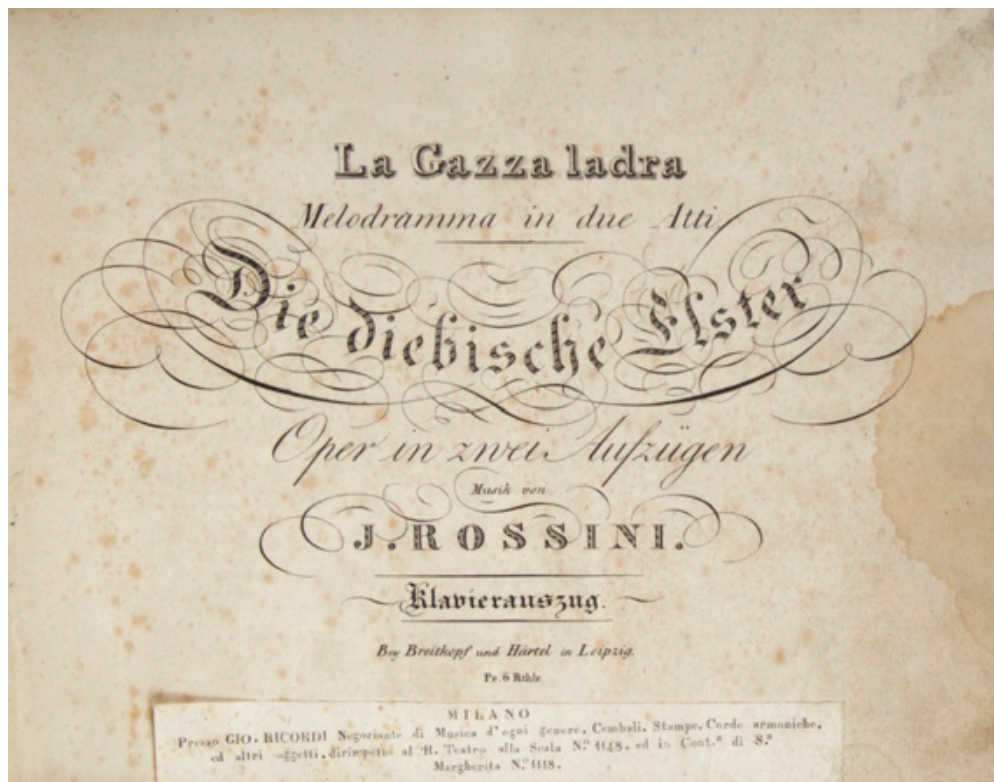 La Gazza ladra
Melodramma in due Atti
Die diebische Elster
Oper in zwei Aufzügen
Musik von
J. ROSSINI.
Klavierauszug.
Bey Breitkopf und Härtel in Leipzig.
Pr. 6 Rthlr.
MILANO
Presso GIO. RICORDI Negoziante di Musica d'ogni genere, Cembali, Stampe, Corde armoniche,
ed altri oggetti, dirimpetto al R. Teatro alla Scala N.º 1148, ed in Cont.ª di S.ª
Margherita N.º 1118.